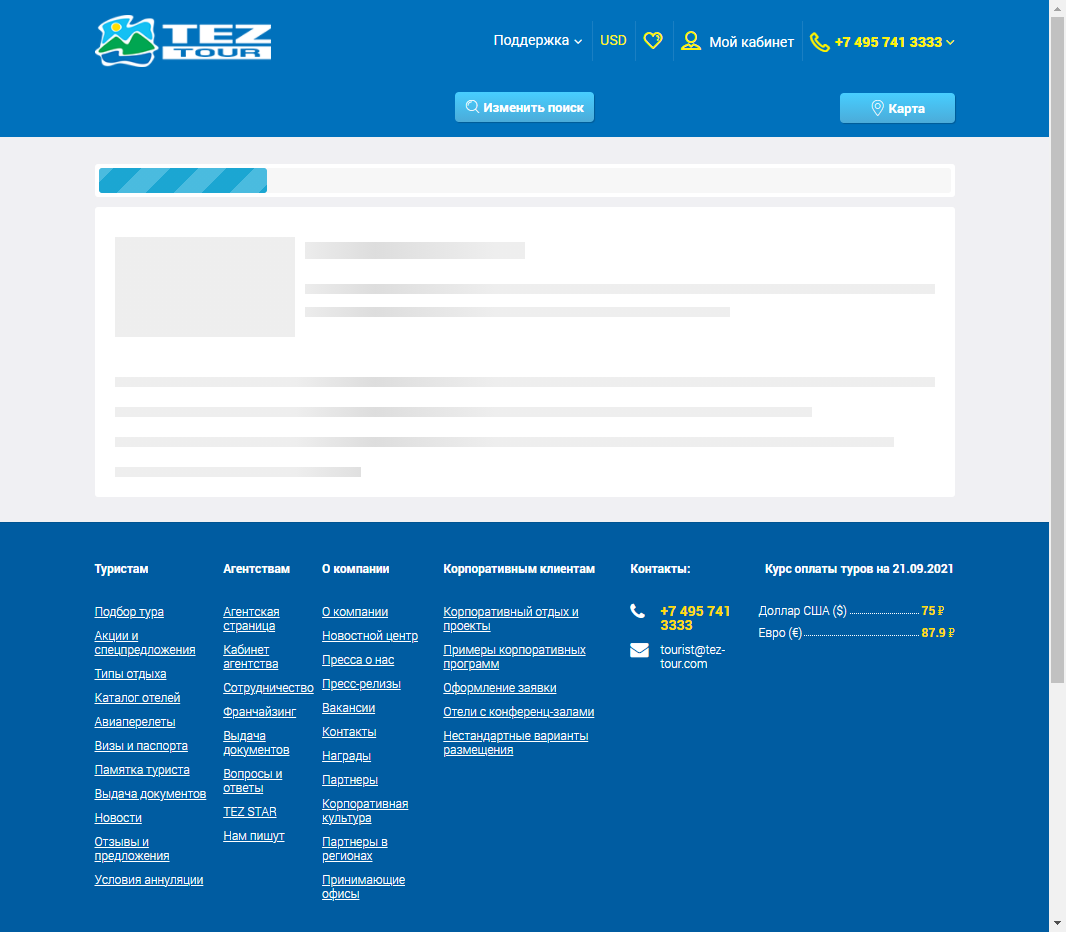 TEZ
TOUR
Поддержка
USD
Мой кабинет
+7 495 741 3333
Изменить поиск
Карта
Туристам
Подбор тура
Акции и
спецпредложения
Типы отдыха
Каталог отелей
Авиаперелеты
Визы и паспорта
Памятка туриста
Выдача документов
Новости
Отзывы и
предложения
Условия аннуляции
Агентствам
Агентская
страница
Кабинет
агентства
Сотрудничество
Франчайзинг
Выдача
документов
Вопросы и
ответы
TEZ STAR
Нам пишут
О компании
О компании
Новостной центр
Пресса о нас
Пресс-релизы
Вакансии
Контакты
Награды
Партнеры
Корпоративная
культура
Партнеры в
регионах
Принимающие
офисы
Корпоративным клиентам
Корпоративный отдых и
проекты
Примеры корпоративных
программ
Оформление заявки
Отели с конференц-залами
Нестандартные варианты
размещения
Контакты:
+7 495 741
3333
tourist@tez-
tour.com
Курс оплаты туров на 21.09.2021
Доллар США ($) 75 ₽
Евро (€) 87.9 ₽